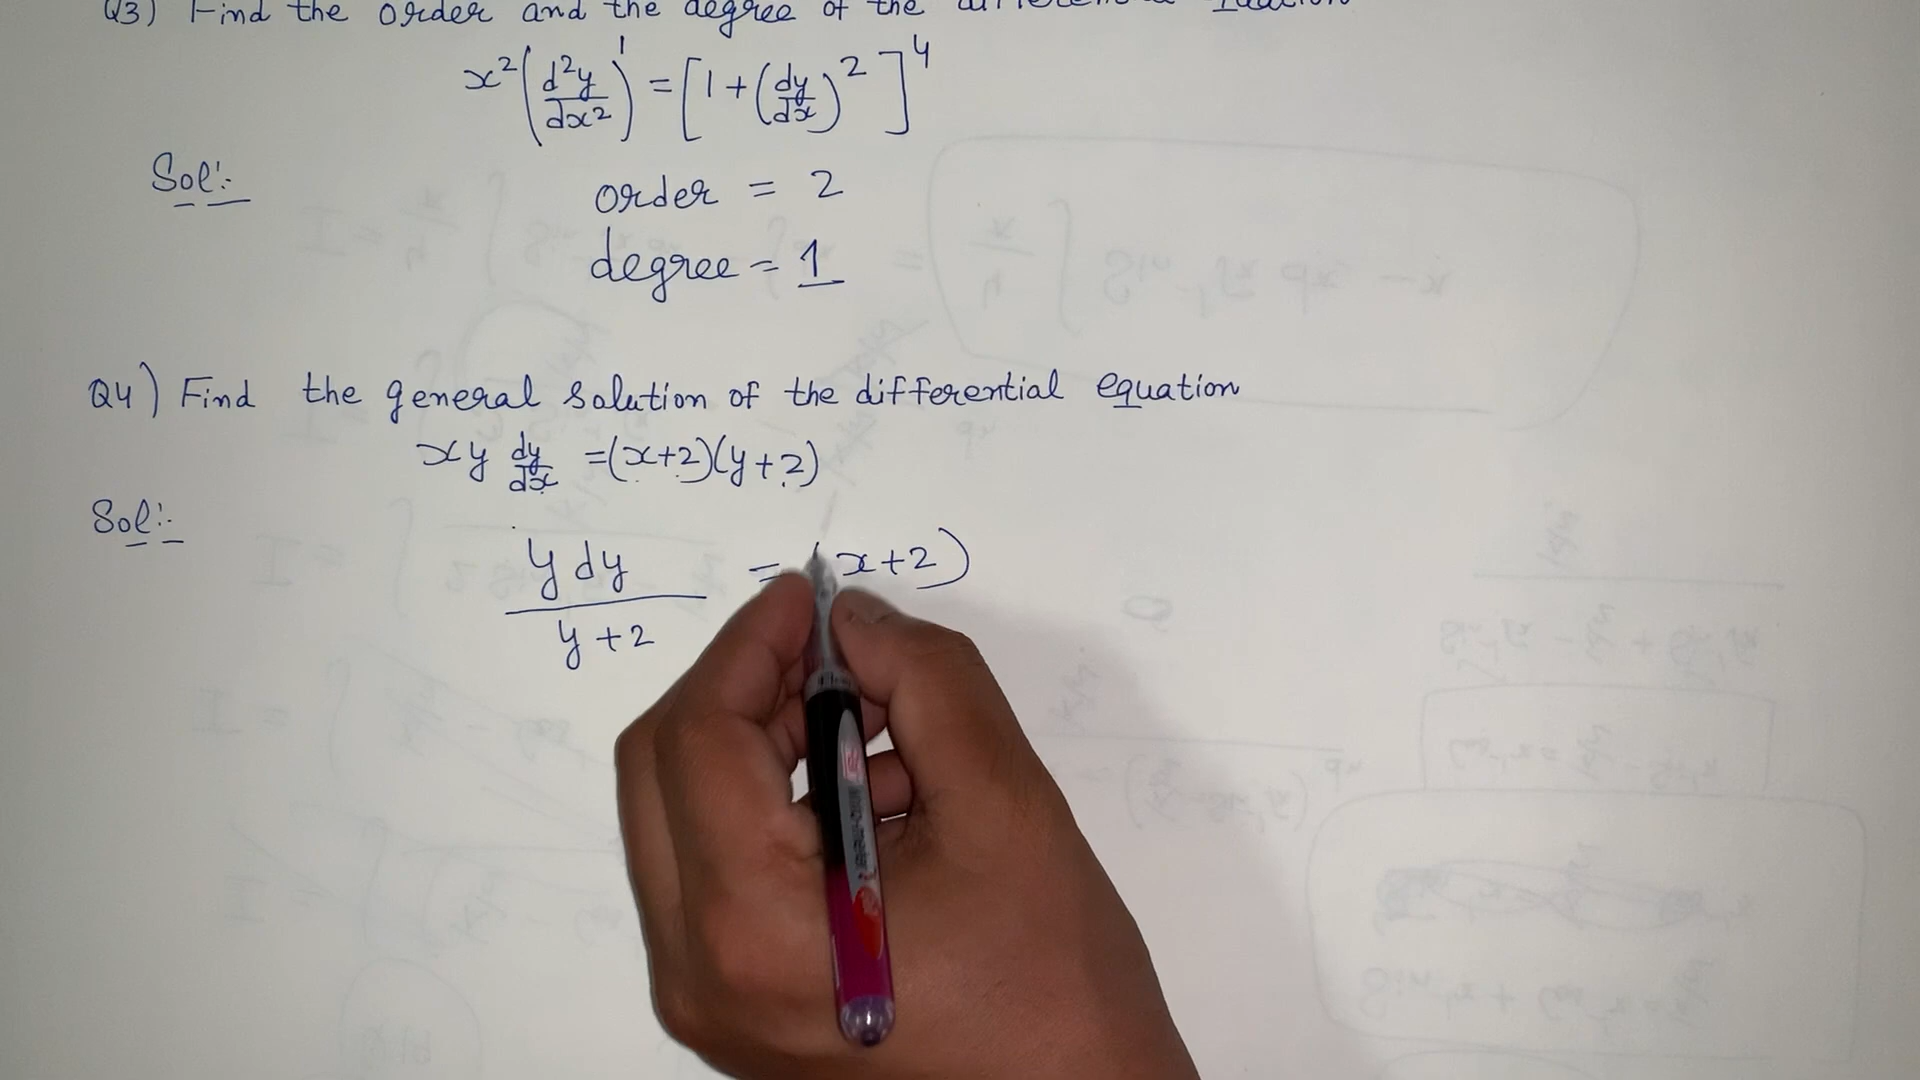 Q3) Find the order and the degree of the
x²(d²y/dx²)¹ = [1+(dy/dx)²]⁴
Sol:-
order = 2
degree = 1
Q4) Find the general solution of the differential equation
xy dy/dx = (x+2)(y+2)
Sol:-
y dy/y+2 = (x+2)